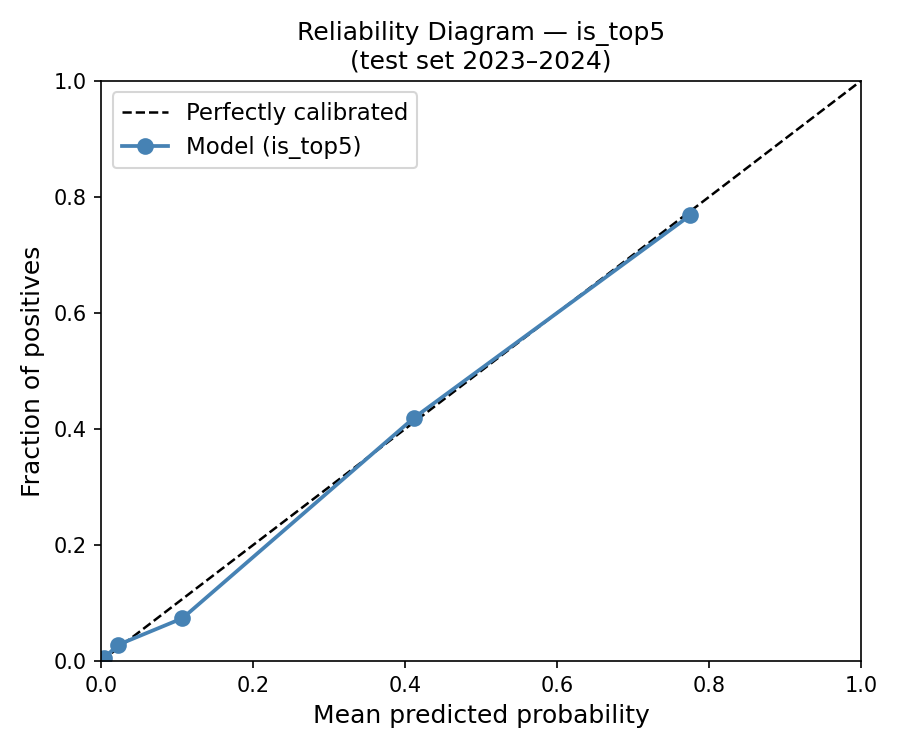 Reliability Diagram — is_top5
(test set 2023–2024)
Perfectly calibrated
Model (is_top5)
Fraction of positives
1.0
0.8
0.6
0.4
0.2
0.0
0.0 0.2 0.4 0.6 0.8 1.0
Mean predicted probability